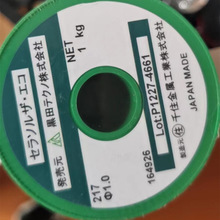 セラソルザ・エコ
発売元 黒田テクノ株式会社
NET
1 kg
217
Φ1.0
164926
Lot:P1227-4661
製造元 千住金属工業株式会社
JAPAN MADE